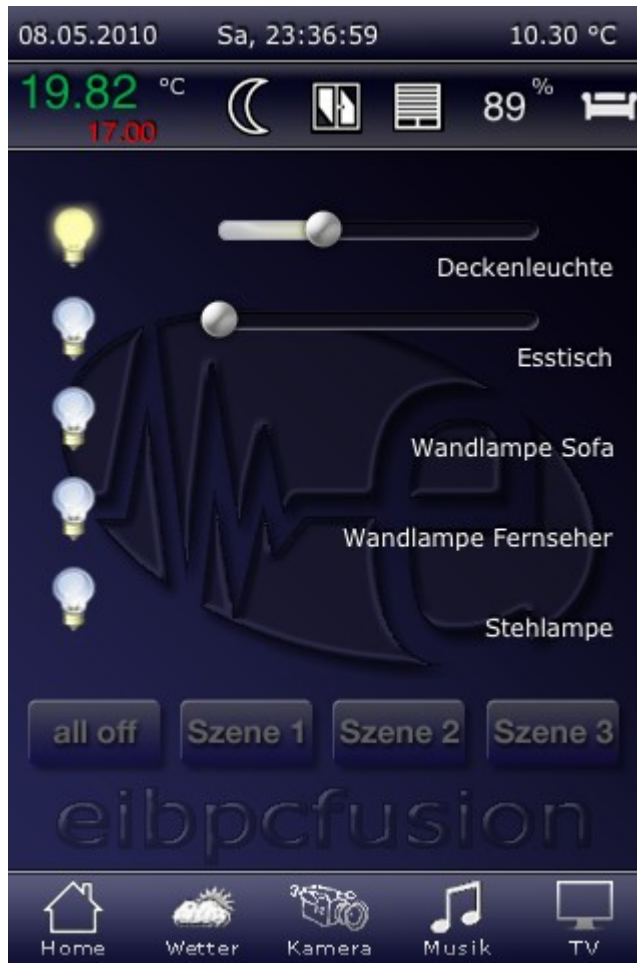 08.05.2010 Sa, 23:36:59 10.30 °C
19.82 °C 89 %
17.00
Deckenleuchte
Esstisch
Wandlampe Sofa
Wandlampe Fernseher
Stehlampe
all off Szene 1 Szene 2 Szene 3
eibpcfusion
Home Wetter Kamera Musik TV